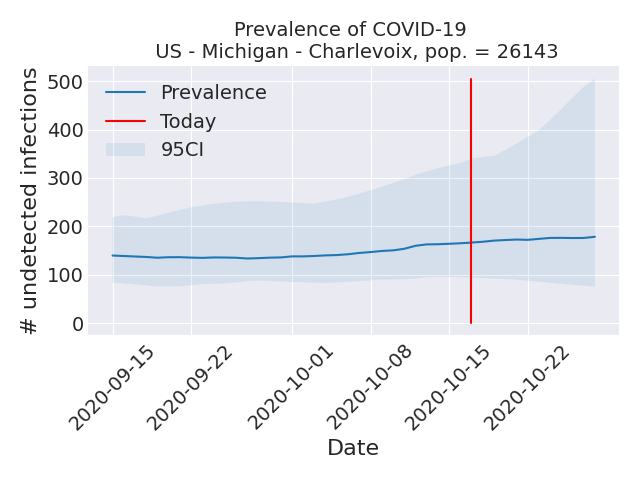 Prevalence of COVID-19
US - Michigan - Charlevoix, pop. = 26143
# undetected infections
500
400
300
200
100
0
Prevalence
Today
95CI
2020-09-15
2020-09-22
2020-10-01
2020-10-08
2020-10-15
2020-10-22
Date